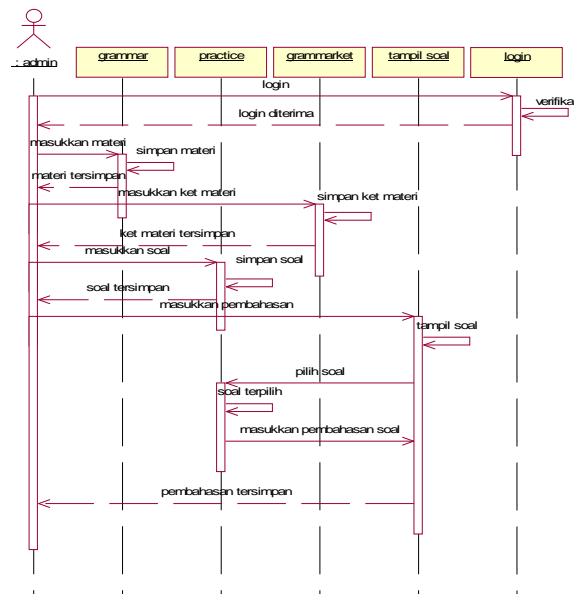 : admin
grammar
practice
grammarket
tampil soal
login
login
verifika
login diterima
masukkan materi
simpan materi
materi tersimpan
masukkan ket materi
simpan ket materi
ket materi tersimpan
masukkan soal
simpan soal
soal tersimpan
masukkan pembahasan
tampil soal
pilih soal
soal terpilih
masukkan pembahasan soal
pembahasan tersimpan